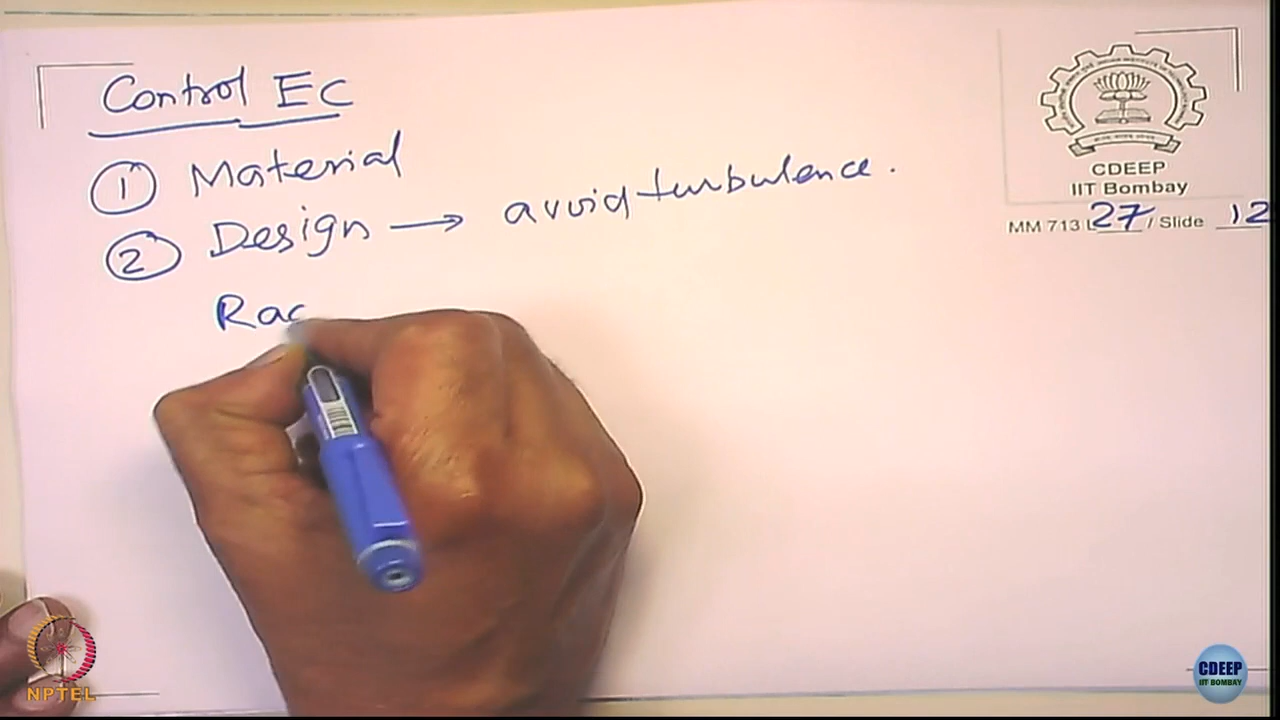 Control EC
① Material
② Design → avoid turbulence.
Rad
CDEEP
IIT Bombay
MM 713 L 27 / Slide 12
NPTEL
CDEEP
IIT BOMBAY